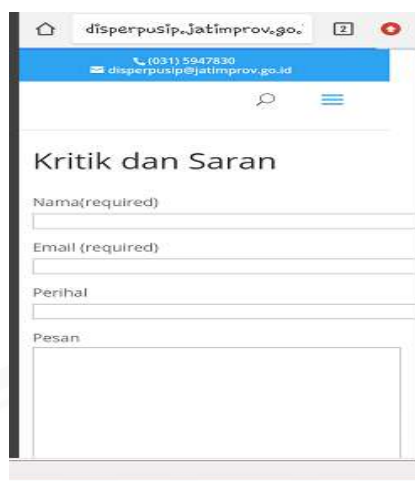 disperpusip.jatimprov.go.
2
(031) 5947830
disperpusip@jatimprov.go.id
Kritik dan Saran
Nama(required)
Email (required)
Perihal
Pesan